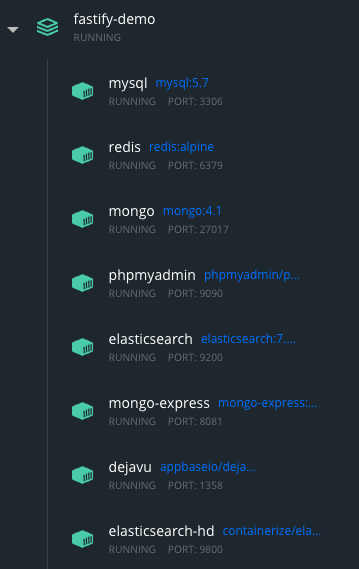 fastify-demo
RUNNING
mysql mysql:5.7
RUNNING PORT: 3306
redis redis:alpine
RUNNING PORT: 6379
mongo mongo:4.1
RUNNING PORT: 27017
phpmyadmin phpmyadmin/p...
RUNNING PORT: 9090
elasticsearch elasticsearch:7....
RUNNING PORT: 9200
mongo-express mongo-express:...
RUNNING PORT: 8081
dejavu appbaseio/deja...
RUNNING PORT: 1358
elasticsearch-hd containerize/ela...
RUNNING PORT: 9800